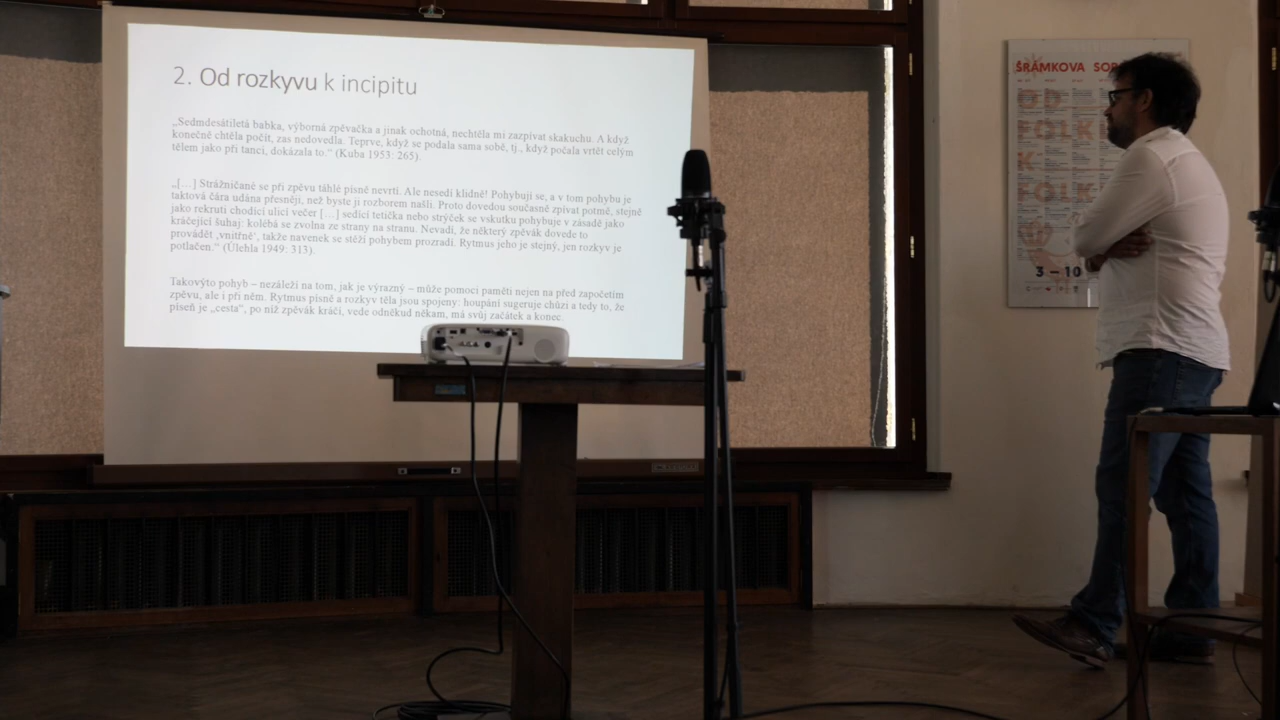 2. Od rozkyvu k incipitu
„Sedmdesátiletá babka, výborná zpěvačka a jinak ochotná, nechtěla mi zazpívat skakuchu. A když
konečně chtěla počít, zas nedovedla. Teprve, když se podala sama sobě, tj., když počala vrtět celým
tělem jako při tanci, dokázala to.“ (Kuba 1953: 265).
„[…] Strážničané se při zpěvu táhlé písně nevrtí. Ale nesedí klidně! Pohybují se, a v tom pohybu je
taktová čára udána přesněji, než byste ji rozborem našli. Proto dovedou současně zpívat potmě, stejně
jako rekruti chodící ulicí večer […] sedící tetička nebo strýček se vskutku pohybuje v zásadě jako
kráčející šuhaj: kolébá se zvolna ze strany na stranu. Nevadí, že některý zpěvák dovede to
provádět ‚vnitřně‘, takže navenek se stěží pohybem prozradí. Rytmus jeho je stejný, jen rozkyv je
potlačen.“ (Úlehla 1949: 313).
Takovýto pohyb – nezáleží na tom, jak je výrazný – může pomoci paměti nejen na před započetím
zpěvu, ale i při něm. Rytmus písně a rozkyv těla jsou spojeny: houpání sugeruje chůzi a tedy to, že
píseň je „cesta“, po níž zpěvák kráčí, vede odněkud někam, má svůj začátek a konec.
ŠRÁMKOVA SOB
OD
FOLKL
K
FOLK
3 – 10